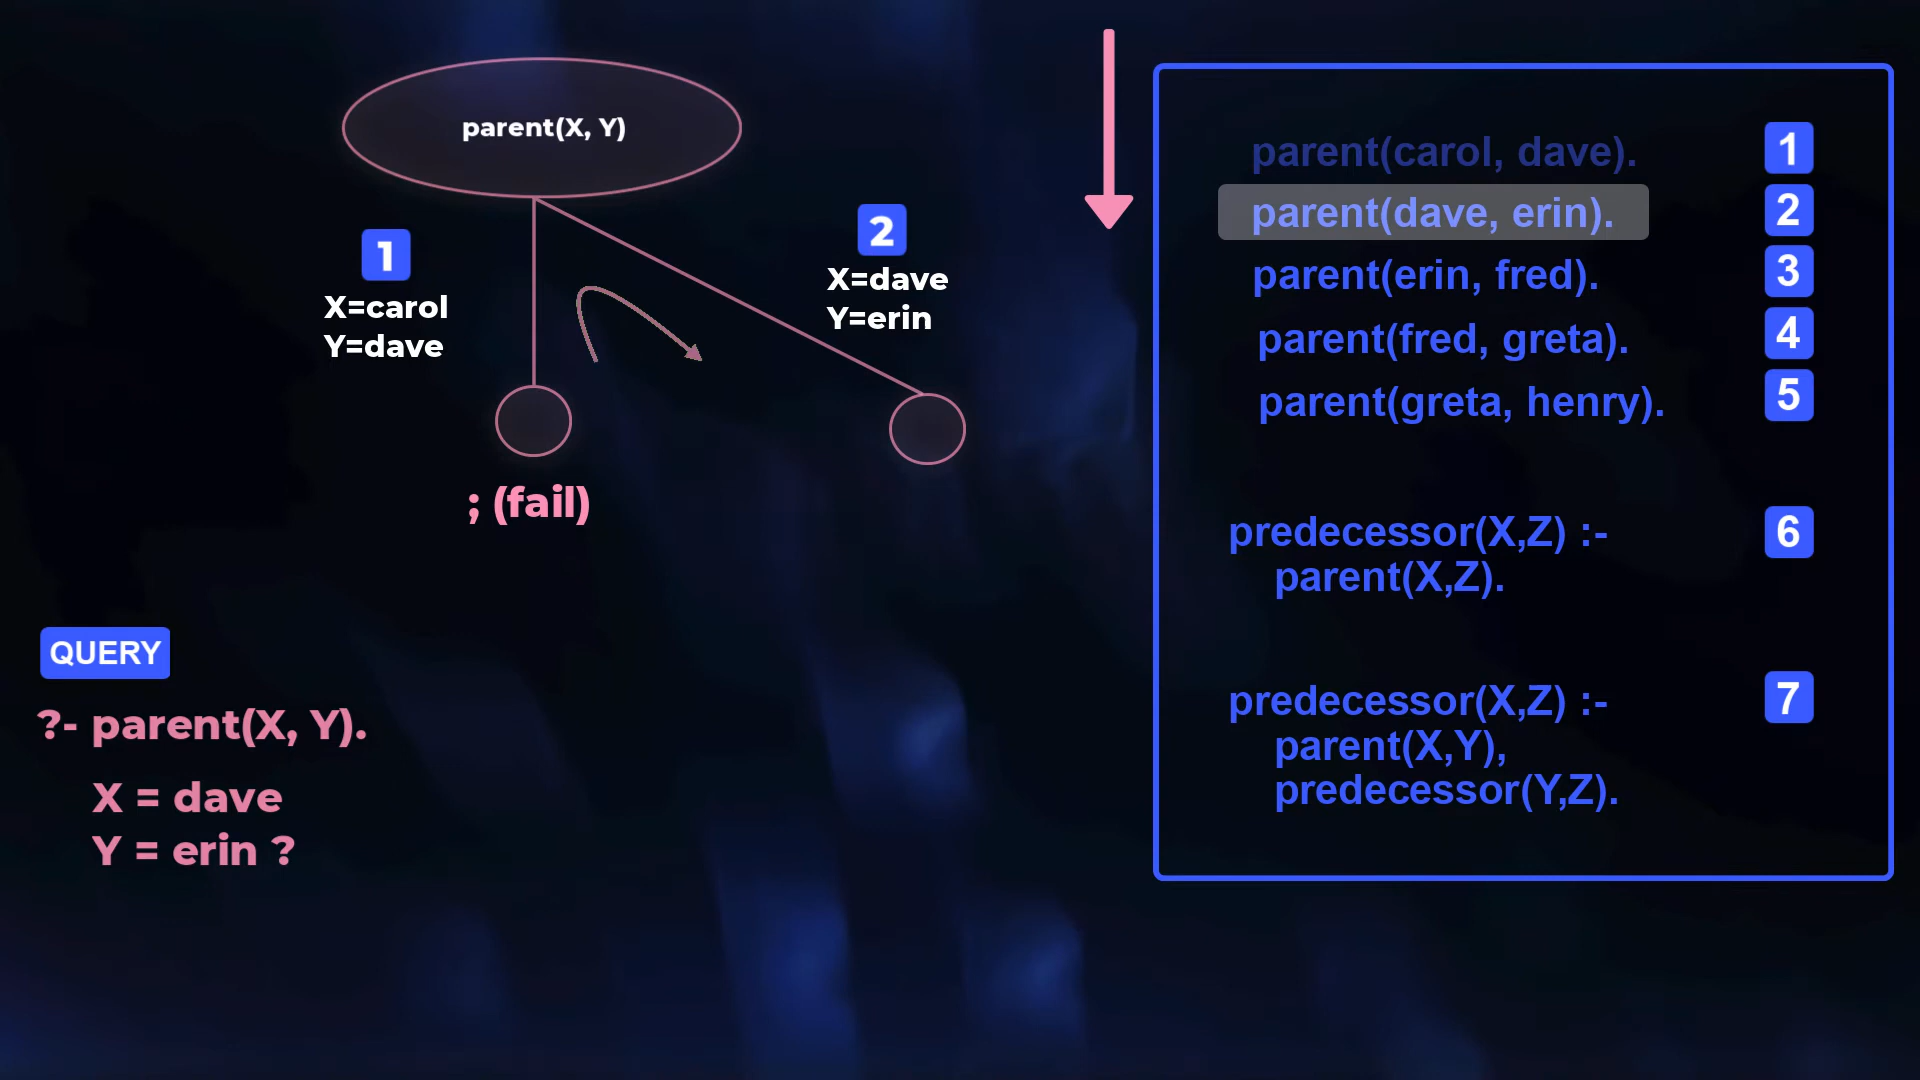 parent(X, Y)
1
X=carol
Y=dave
2
X=dave
Y=erin
; (fail)
QUERY
?- parent(X, Y).
X = dave
Y = erin ?
parent(carol, dave). 1
parent(dave, erin). 2
parent(erin, fred). 3
parent(fred, greta). 4
parent(greta, henry). 5
predecessor(X,Z) :- 6
parent(X,Z).
predecessor(X,Z) :- 7
parent(X,Y),
predecessor(Y,Z).